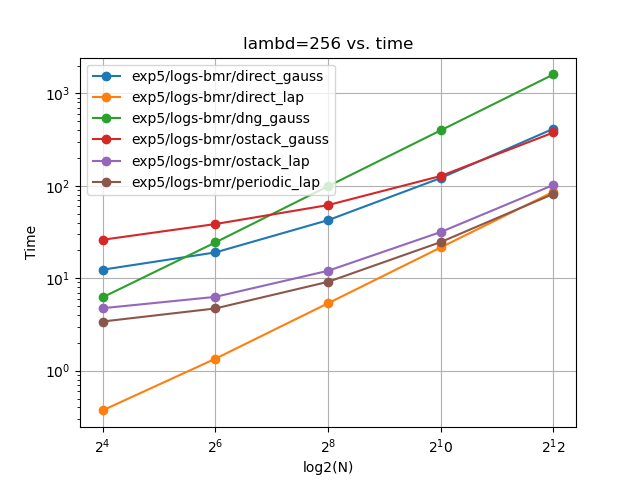 lambd=256 vs. time
exp5/logs-bmr/direct_gauss
exp5/logs-bmr/direct_lap
exp5/logs-bmr/dng_gauss
exp5/logs-bmr/ostack_gauss
exp5/logs-bmr/ostack_lap
exp5/logs-bmr/periodic_lap
Time
10³
10²
10¹
10⁰
2⁴ 2⁶ 2⁸ 2¹0 2¹2
log2(N)